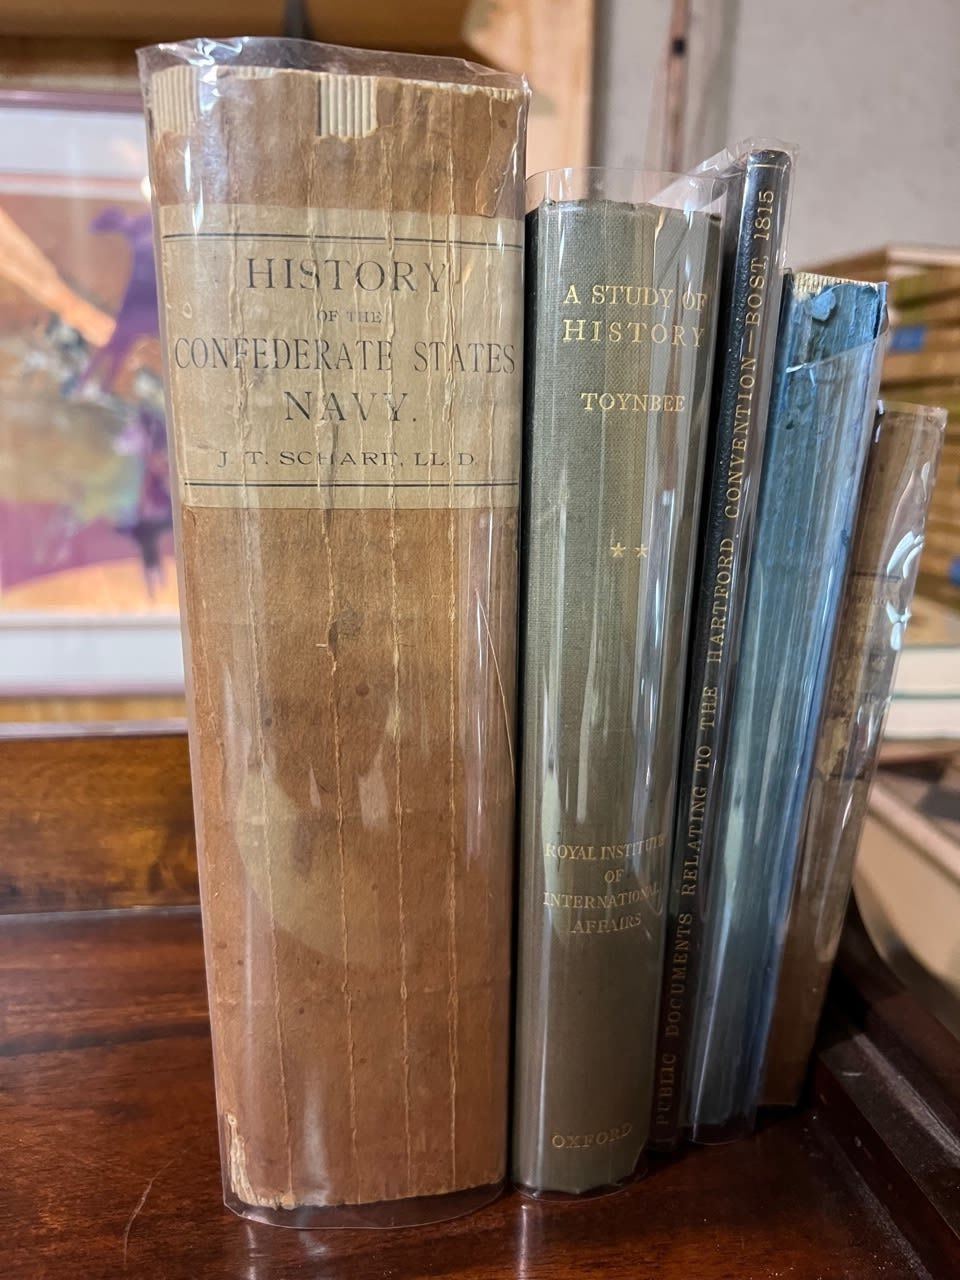 HISTORY
OF THE
CONFEDERATE STATES
NAVY.
J. T. SCHARF, LL. D.
A STUDY OF
HISTORY
TOYNBEE
**
ROYAL INSTITUTE
OF
INTERNATIONAL
AFFAIRS
OXFORD
PUBLIC DOCUMENTS RELATING TO THE HARTFORD CONVENTION—BOST. 1815